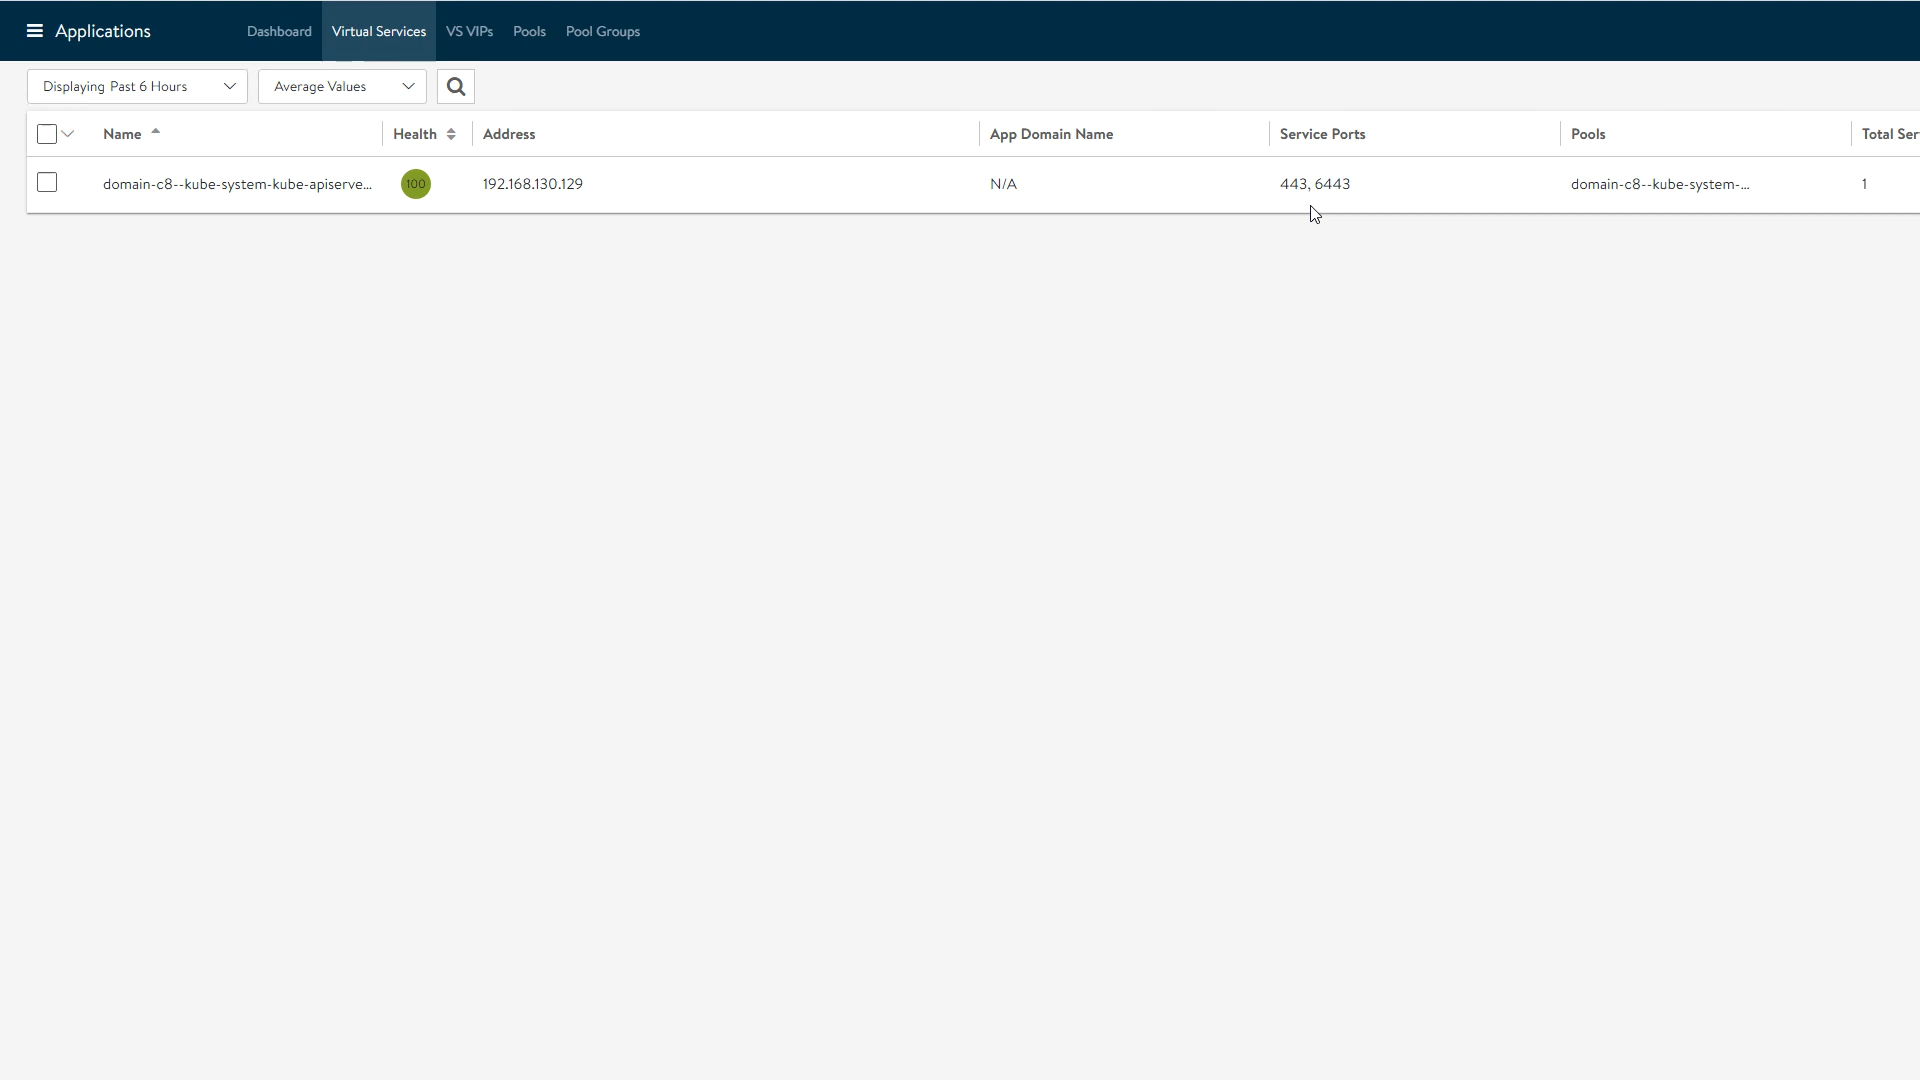 Applications Dashboard Virtual Services VS VIPs Pools Pool Groups
Displaying Past 6 Hours Average Values
Name Health Address App Domain Name Service Ports Pools Total Ser
domain-c8--kube-system-kube-apiserve... 100 192.168.130.129 N/A 443, 6443 domain-c8--kube-system-... 1